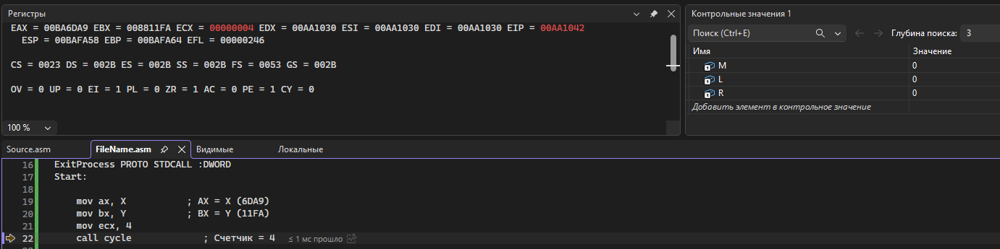 Регистры
EAX = 00BA6DA9 EBX = 008811FA ECX = 00000004 EDX = 00AA1030 ESI = 00AA1030 EDI = 00AA1030 EIP = 00AA1042
ESP = 00BAFA58 EBP = 00BAFA64 EFL = 00000246
CS = 0023 DS = 002B ES = 002B SS = 002B FS = 0053 GS = 002B
OV = 0 UP = 0 EI = 1 PL = 0 ZR = 1 AC = 0 PE = 1 CY = 0
100 %
Контрольные значения 1
Поиск (Ctrl+E) Глубина поиска: 3
Имя Значение
M 0
L 0
R 0
Добавить элемент в контрольное значение
Source.asm FileName.asm Видимые Локальные
16 ExitProcess PROTO STDCALL :DWORD
17 Start:
18
19 mov ax, X ; AX = X (6DA9)
20 mov bx, Y ; BX = Y (11FA)
21 mov ecx, 4
22 call cycle ; Счетчик = 4 ≤ 1 мс прошло